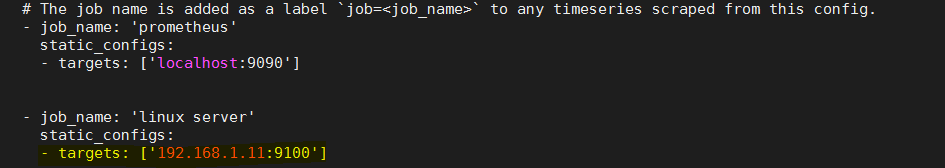 # The job name is added as a label `job=<job_name>` to any timeseries scraped from this config.
- job_name: 'prometheus'
static_configs:
- targets: ['localhost:9090']
- job_name: 'linux server'
static_configs:
- targets: ['192.168.1.11:9100']